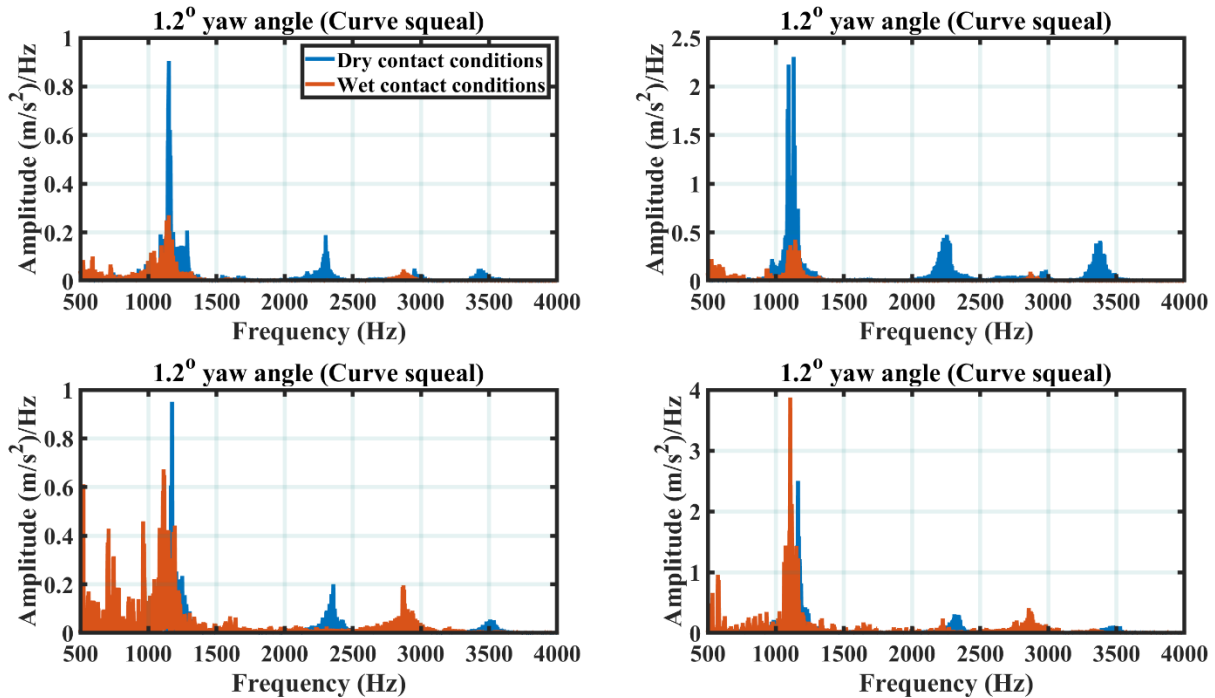 1.2° yaw angle (Curve squeal)
Amplitude (m/s²)/Hz
1
0.8
0.6
0.4
0.2
0
Dry contact conditions
Wet contact conditions
500 1000 1500 2000 2500 3000 3500 4000
Frequency (Hz)
1.2° yaw angle (Curve squeal)
Amplitude (m/s²)/Hz
2.5
2
1.5
1
0.5
0
500 1000 1500 2000 2500 3000 3500 4000
Frequency (Hz)
1.2° yaw angle (Curve squeal)
Amplitude (m/s²)/Hz
1
0.8
0.6
0.4
0.2
0
500 1000 1500 2000 2500 3000 3500 4000
Frequency (Hz)
1.2° yaw angle (Curve squeal)
Amplitude (m/s²)/Hz
4
3
2
1
0
500 1000 1500 2000 2500 3000 3500 4000
Frequency (Hz)